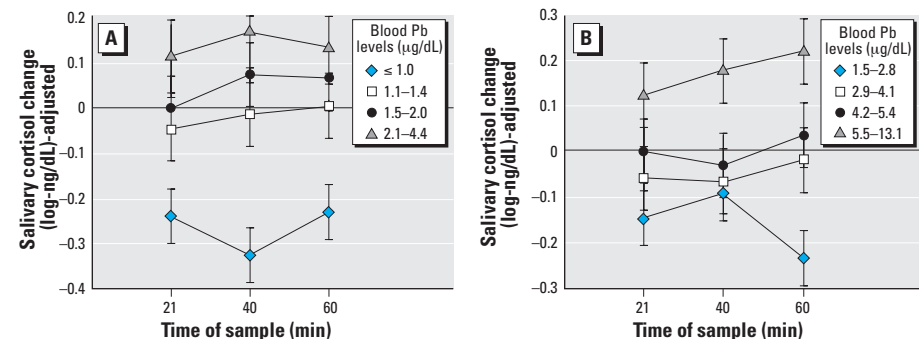 A
Blood Pb
levels (μg/dL)
≤ 1.0
1.1–1.4
1.5–2.0
2.1–4.4
0.2
0.1
0
–0.1
–0.2
–0.3
–0.4
Salivary cortisol change
(log-ng/dL)-adjusted
21 40 60
Time of sample (min)
B
Blood Pb
levels (μg/dL)
1.5–2.8
2.9–4.1
4.2–5.4
5.5–13.1
0.3
0.2
0.1
0
–0.1
–0.2
–0.3
Salivary cortisol change
(log-ng/dL)-adjusted
21 40 60
Time of sample (min)